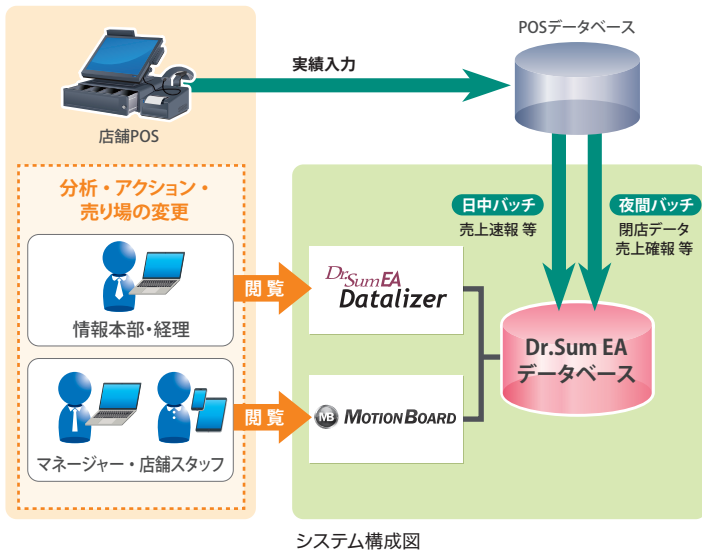 POSデータベース
実績入力
店舗POS
分析・アクション・
売り場の変更
日中バッチ
売上速報 等
夜間バッチ
閉店データ
売上確報 等
情報本部・経理
閲覧
Dr.Sum EA
Datalizer
Dr.Sum EA
データベース
マネージャー・店舗スタッフ
閲覧
MB MOTIONBOARD
システム構成図